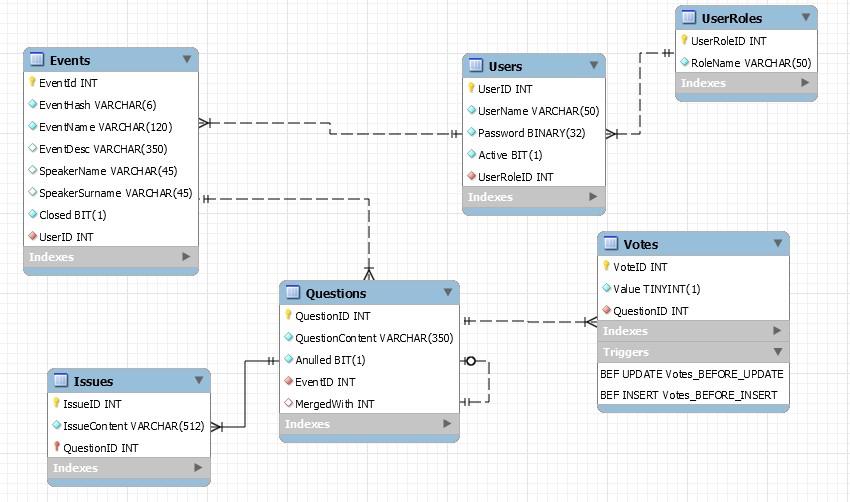 UserRoles
UserRoleID INT
RoleName VARCHAR(50)
Indexes
Events
EventId INT
EventHash VARCHAR(6)
EventName VARCHAR(120)
EventDesc VARCHAR(350)
SpeakerName VARCHAR(45)
SpeakerSurname VARCHAR(45)
Closed BIT(1)
UserID INT
Indexes
Users
UserID INT
UserName VARCHAR(50)
Password BINARY(32)
Active BIT(1)
UserRoleID INT
Indexes
Votes
VoteID INT
Value TINYINT(1)
QuestionID INT
Indexes
Triggers
BEF UPDATE Votes_BEFORE_UPDATE
BEF INSERT Votes_BEFORE_INSERT
Questions
QuestionID INT
QuestionContent VARCHAR(350)
Anulled BIT(1)
EventID INT
MergedWith INT
Indexes
Issues
IssueID INT
IssueContent VARCHAR(512)
QuestionID INT
Indexes